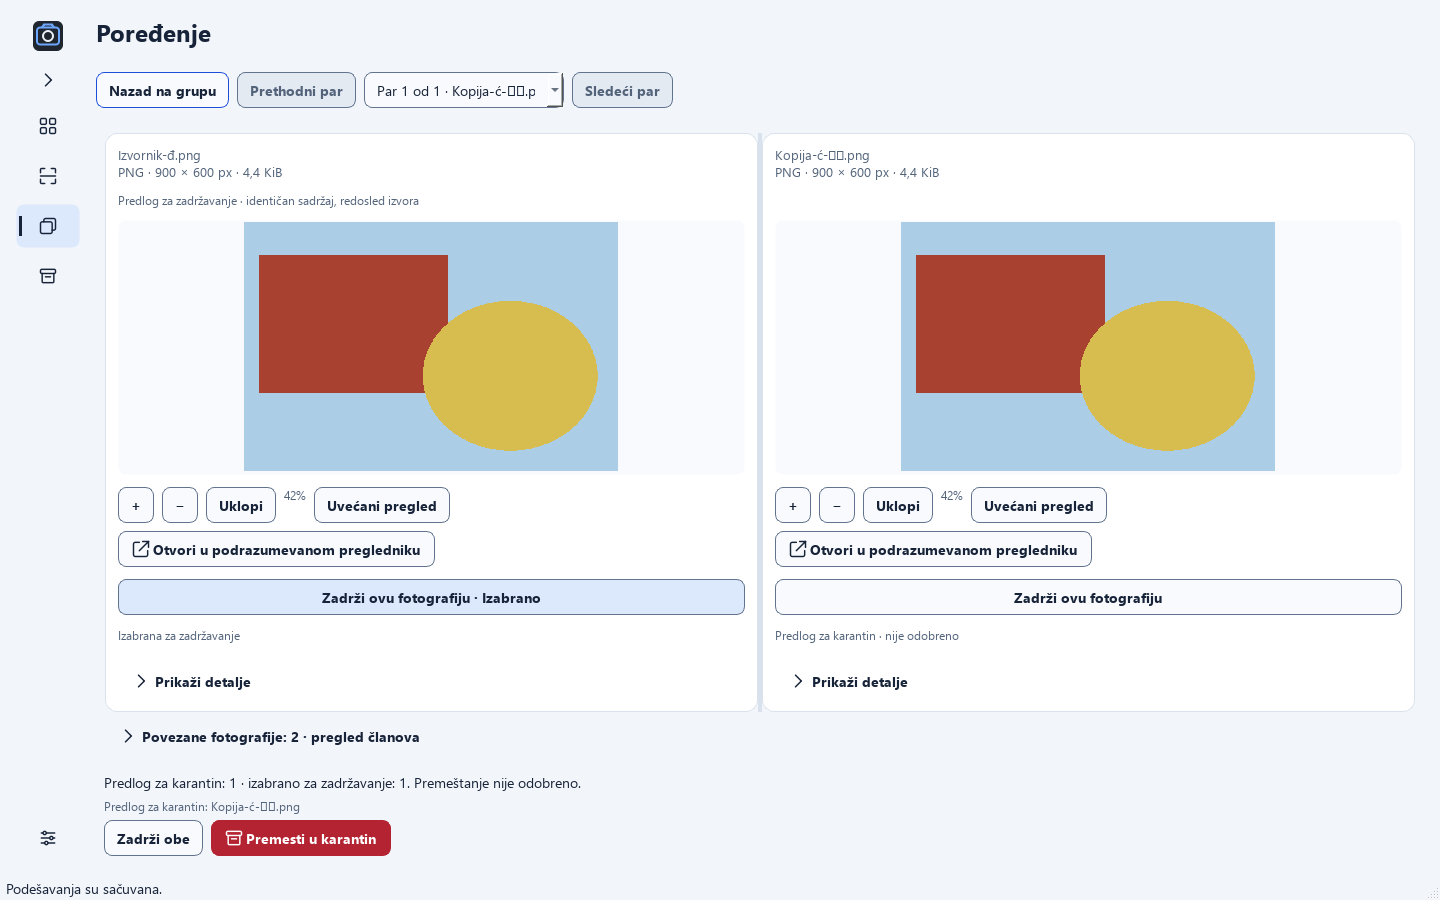 Poređenje
Nazad na grupu
Prethodni par
Par 1 od 1 · Kopija-ć-▯▯.p
Sledeći par
Izvornik-đ.png
PNG · 900 × 600 px · 4,4 KiB
Predlog za zadržavanje · identičan sadržaj, redosled izvora
+
−
Uklopi
42%
Uvećani pregled
Otvori u podrazumevanom pregledniku
Zadrži ovu fotografiju · Izabrano
Izabrana za zadržavanje
Prikaži detalje
Kopija-ć-▯▯.png
PNG · 900 × 600 px · 4,4 KiB
+
−
Uklopi
42%
Uvećani pregled
Otvori u podrazumevanom pregledniku
Zadrži ovu fotografiju
Predlog za karantin · nije odobreno
Prikaži detalje
Povezane fotografije: 2 · pregled članova
Predlog za karantin: 1 · izabrano za zadržavanje: 1. Premeštanje nije odobreno.
Predlog za karantin: Kopija-ć-▯▯.png
Zadrži obe
Premesti u karantin
Podešavanja su sačuvana.